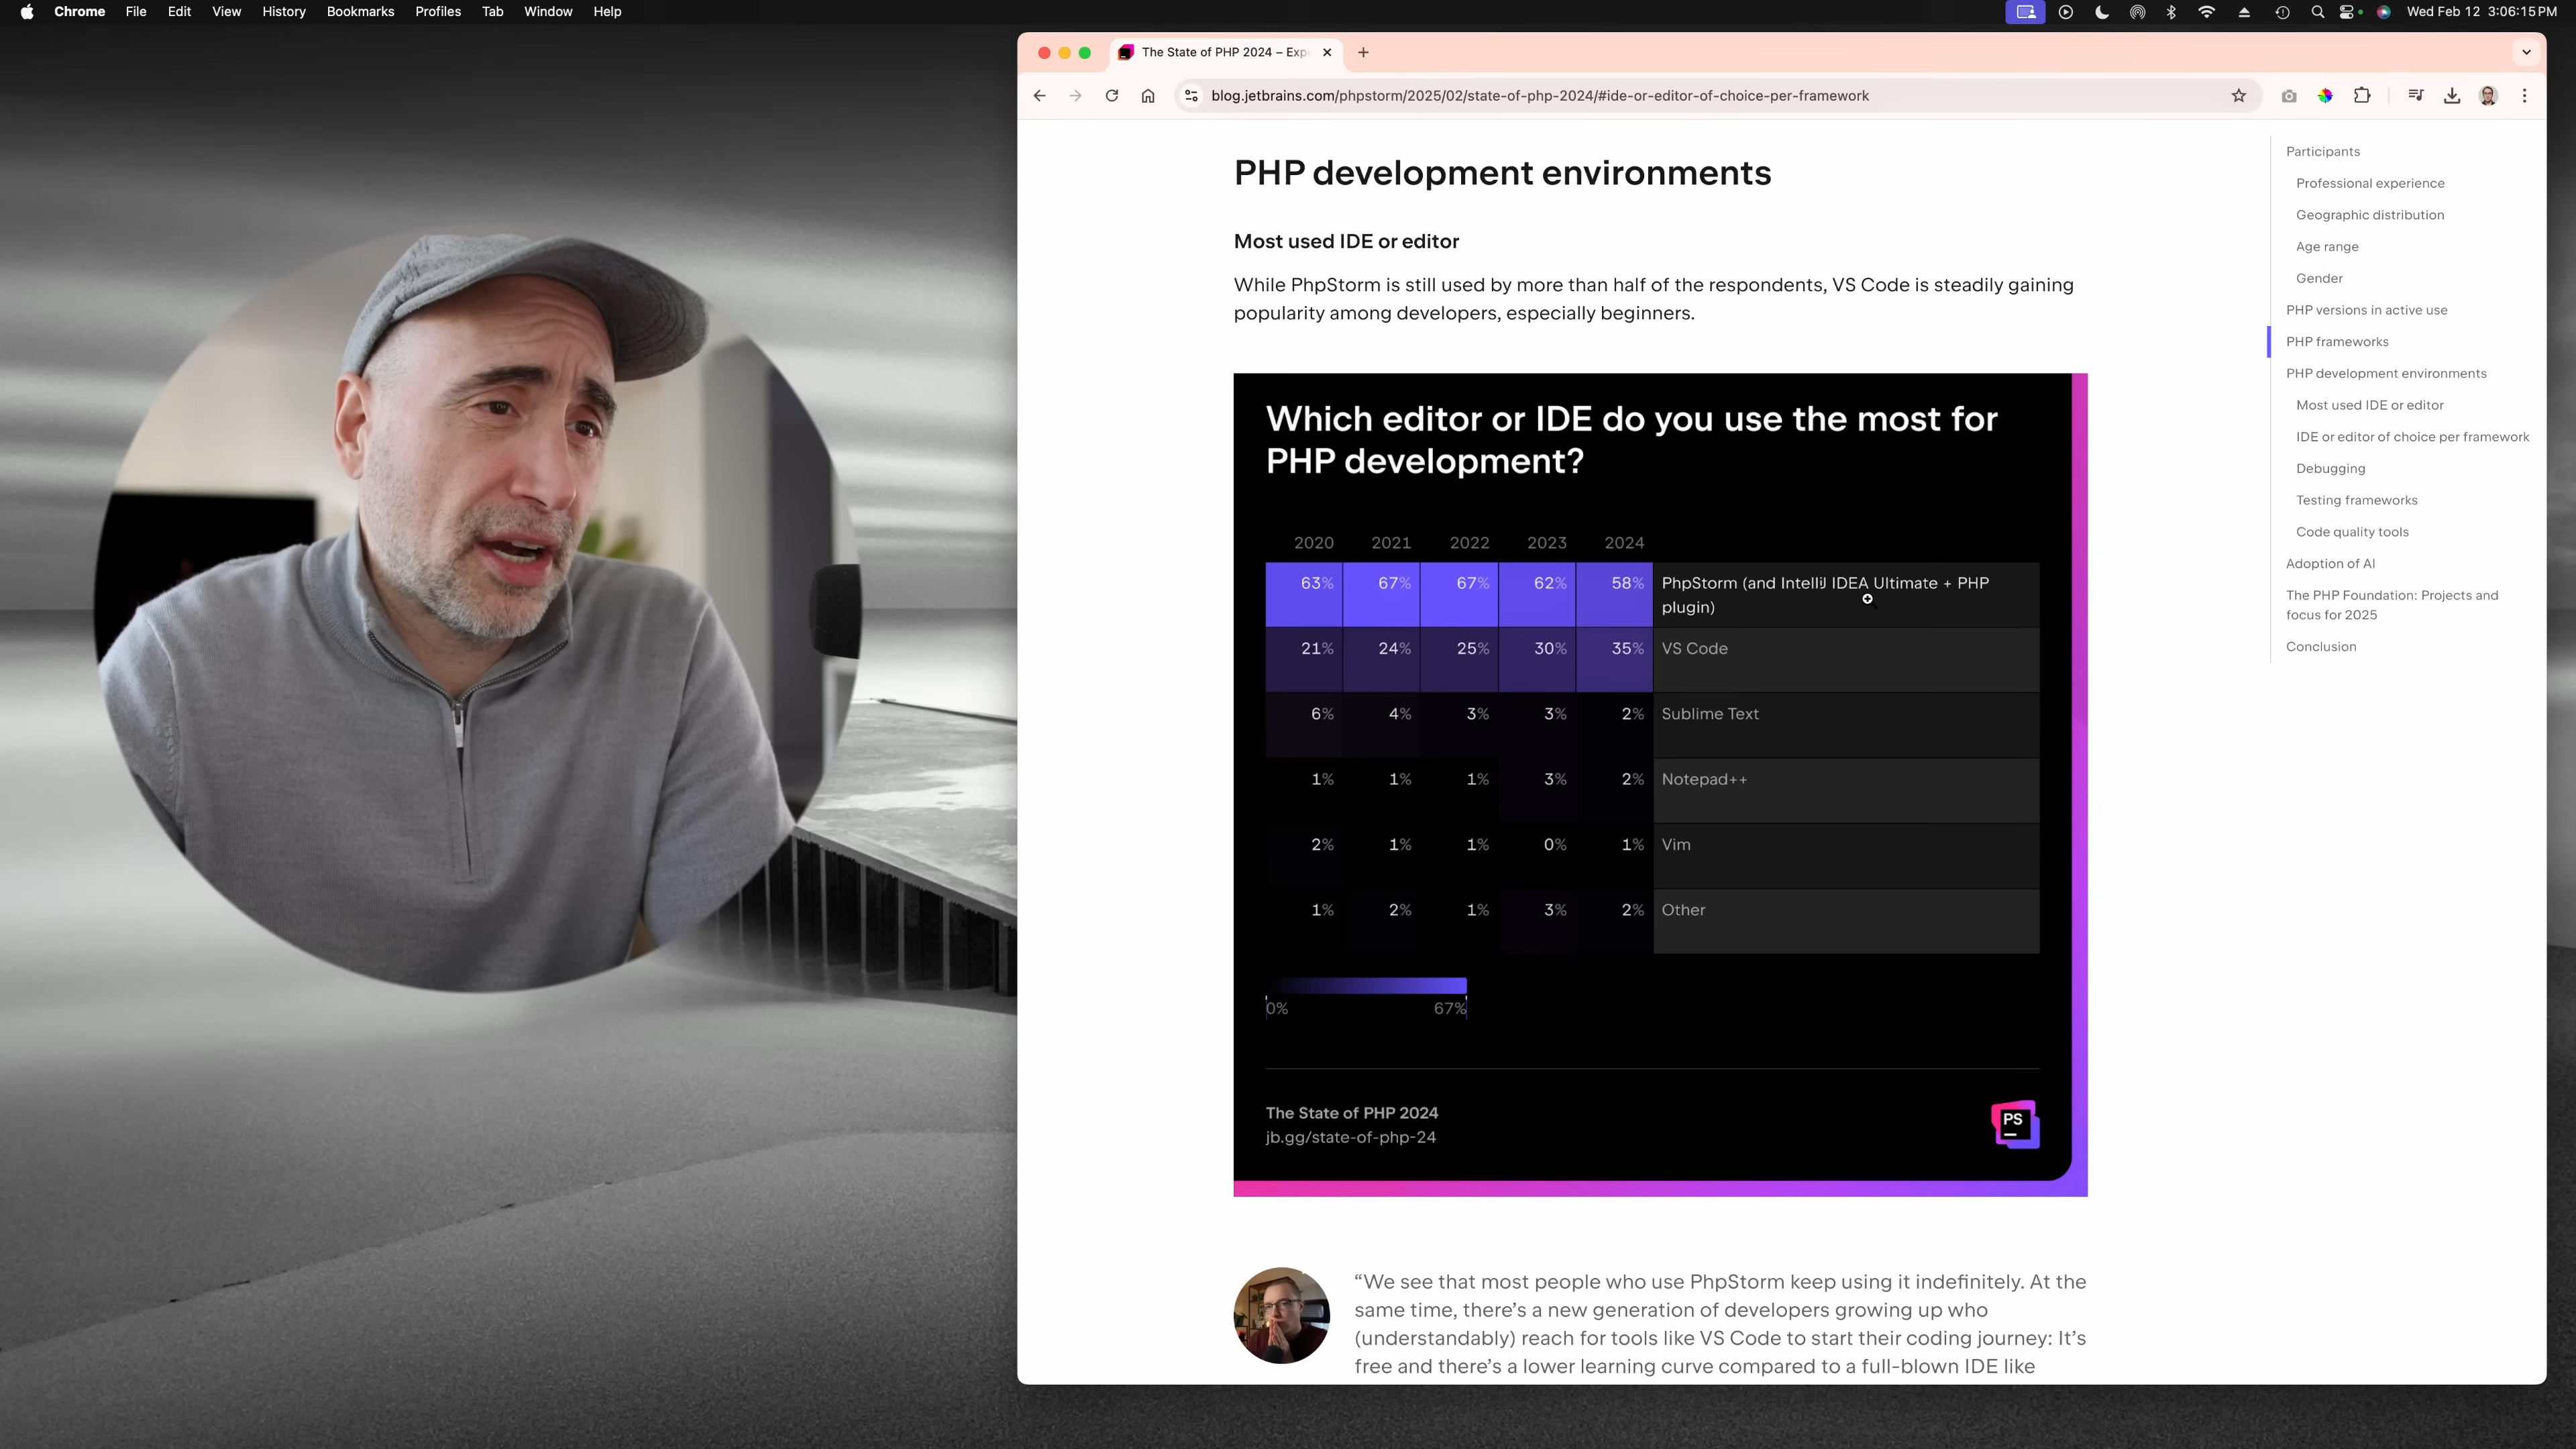 Chrome File Edit View History Bookmarks Profiles Tab Window Help
Wed Feb 12 3:06:15 PM
The State of PHP 2024 – Exp
blog.jetbrains.com/phpstorm/2025/02/state-of-php-2024/#ide-or-editor-of-choice-per-framework
PHP development environments
Most used IDE or editor
While PhpStorm is still used by more than half of the respondents, VS Code is steadily gaining
popularity among developers, especially beginners.
Which editor or IDE do you use the most for
PHP development?
2020 2021 2022 2023 2024
63% 67% 67% 62% 58% PhpStorm (and IntelliJ IDEA Ultimate + PHP
plugin)
21% 24% 25% 30% 35% VS Code
6% 4% 3% 3% 2% Sublime Text
1% 1% 1% 3% 2% Notepad++
2% 1% 1% 0% 1% Vim
1% 2% 1% 3% 2% Other
0% 67%
The State of PHP 2024
jb.gg/state-of-php-24
PS
“We see that most people who use PhpStorm keep using it indefinitely. At the
same time, there’s a new generation of developers growing up who
(understandably) reach for tools like VS Code to start their coding journey: It’s
free and there’s a lower learning curve compared to a full-blown IDE like
Participants
Professional experience
Geographic distribution
Age range
Gender
PHP versions in active use
PHP frameworks
PHP development environments
Most used IDE or editor
IDE or editor of choice per framework
Debugging
Testing frameworks
Code quality tools
Adoption of AI
The PHP Foundation: Projects and
focus for 2025
Conclusion